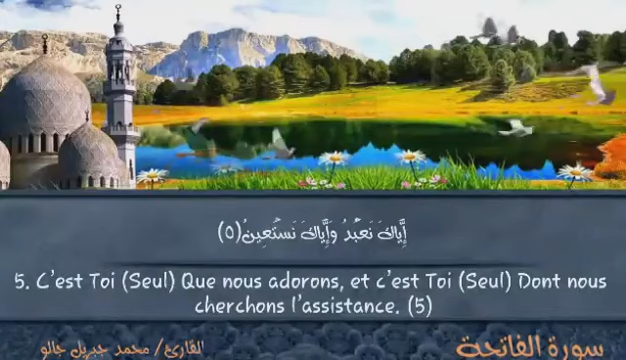 إِيَّاكَ نَعْبُدُ وَإِيَّاكَ نَسْتَعِينُ (٥)
5. C'est Toi (Seul) Que nous adorons, et c'est Toi (Seul) Dont nous
cherchons l'assistance. (5)
سورة الفاتحة
القارئ/ محمد جبريل جالو